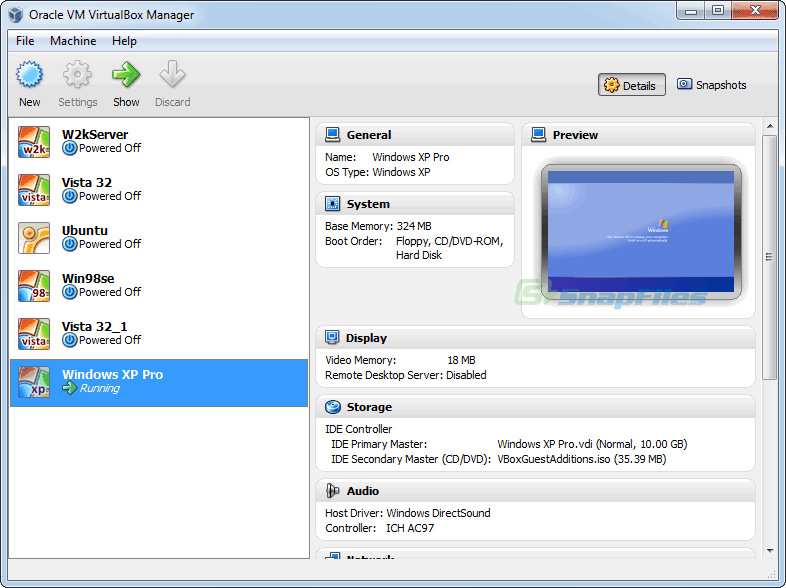 Oracle VM VirtualBox Manager
File Machine Help
New Settings Show Discard
Details Snapshots
w2k
W2kServer
Powered Off
vista
Vista 32
Powered Off
Ubuntu
Powered Off
98
Win98se
Powered Off
vista
Vista 32_1
Powered Off
xp
Windows XP Pro
Running
General
Name: Windows XP Pro
OS Type: Windows XP
System
Base Memory: 324 MB
Boot Order: Floppy, CD/DVD-ROM,
Hard Disk
Preview
Windows
SnapFiles
Display
Video Memory: 18 MB
Remote Desktop Server: Disabled
Storage
IDE Controller
IDE Primary Master: Windows XP Pro.vdi (Normal, 10.00 GB)
IDE Secondary Master (CD/DVD): VBoxGuestAdditions.iso (35.39 MB)
Audio
Host Driver: Windows DirectSound
Controller: ICH AC97
Network